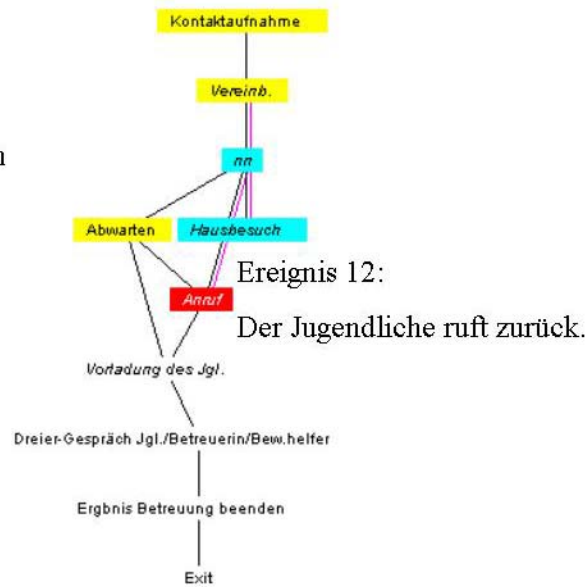 Kontaktaufnahme
Vereinb.
n
nn
Abwarten
Hausbesuch
Ereignis 12:
Anruf
Der Jugendliche ruft zurück.
Vorladung des Jgl.
Dreier-Gespräch Jgl./Betreuerin/Bew.helfer
Ergbnis Betreuung beenden
Exit